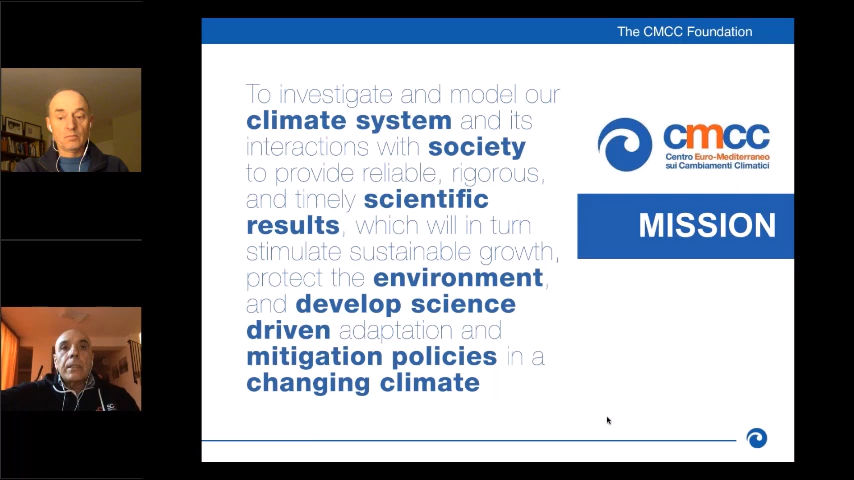 The CMCC Foundation
To investigate and model our
climate system and its
interactions with society
to provide reliable, rigorous,
and timely scientific
results, which will in turn
stimulate sustainable growth,
protect the environment,
and develop science
driven adaptation and
mitigation policies in a
changing climate
cmcc
Centro Euro-Mediterraneo
sui Cambiamenti Climatici
MISSION